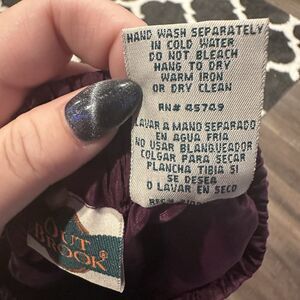 HAND WASH SEPARATELY
IN COLD WATER
DO NOT BLEACH
HANG TO DRY
WARM IRON
OR DRY CLEAN
RN# 45749
LAVAR A MANO SEPARADO
EN AGUA FRIA
NO USAR BLANQUEADOR
COLGAR PARA SECAR
PLANCHA TIBIA SI
SE DESEA
O LAVAR EN SECO
OUT
BROOK
®